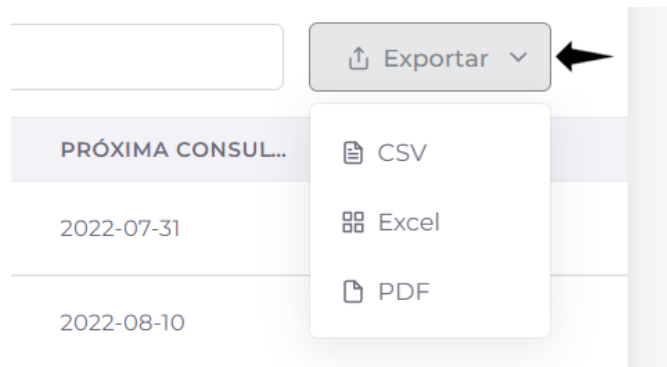 Exportar
PRÓXIMA CONSUL...
CSV
2022-07-31
Excel
PDF
2022-08-10